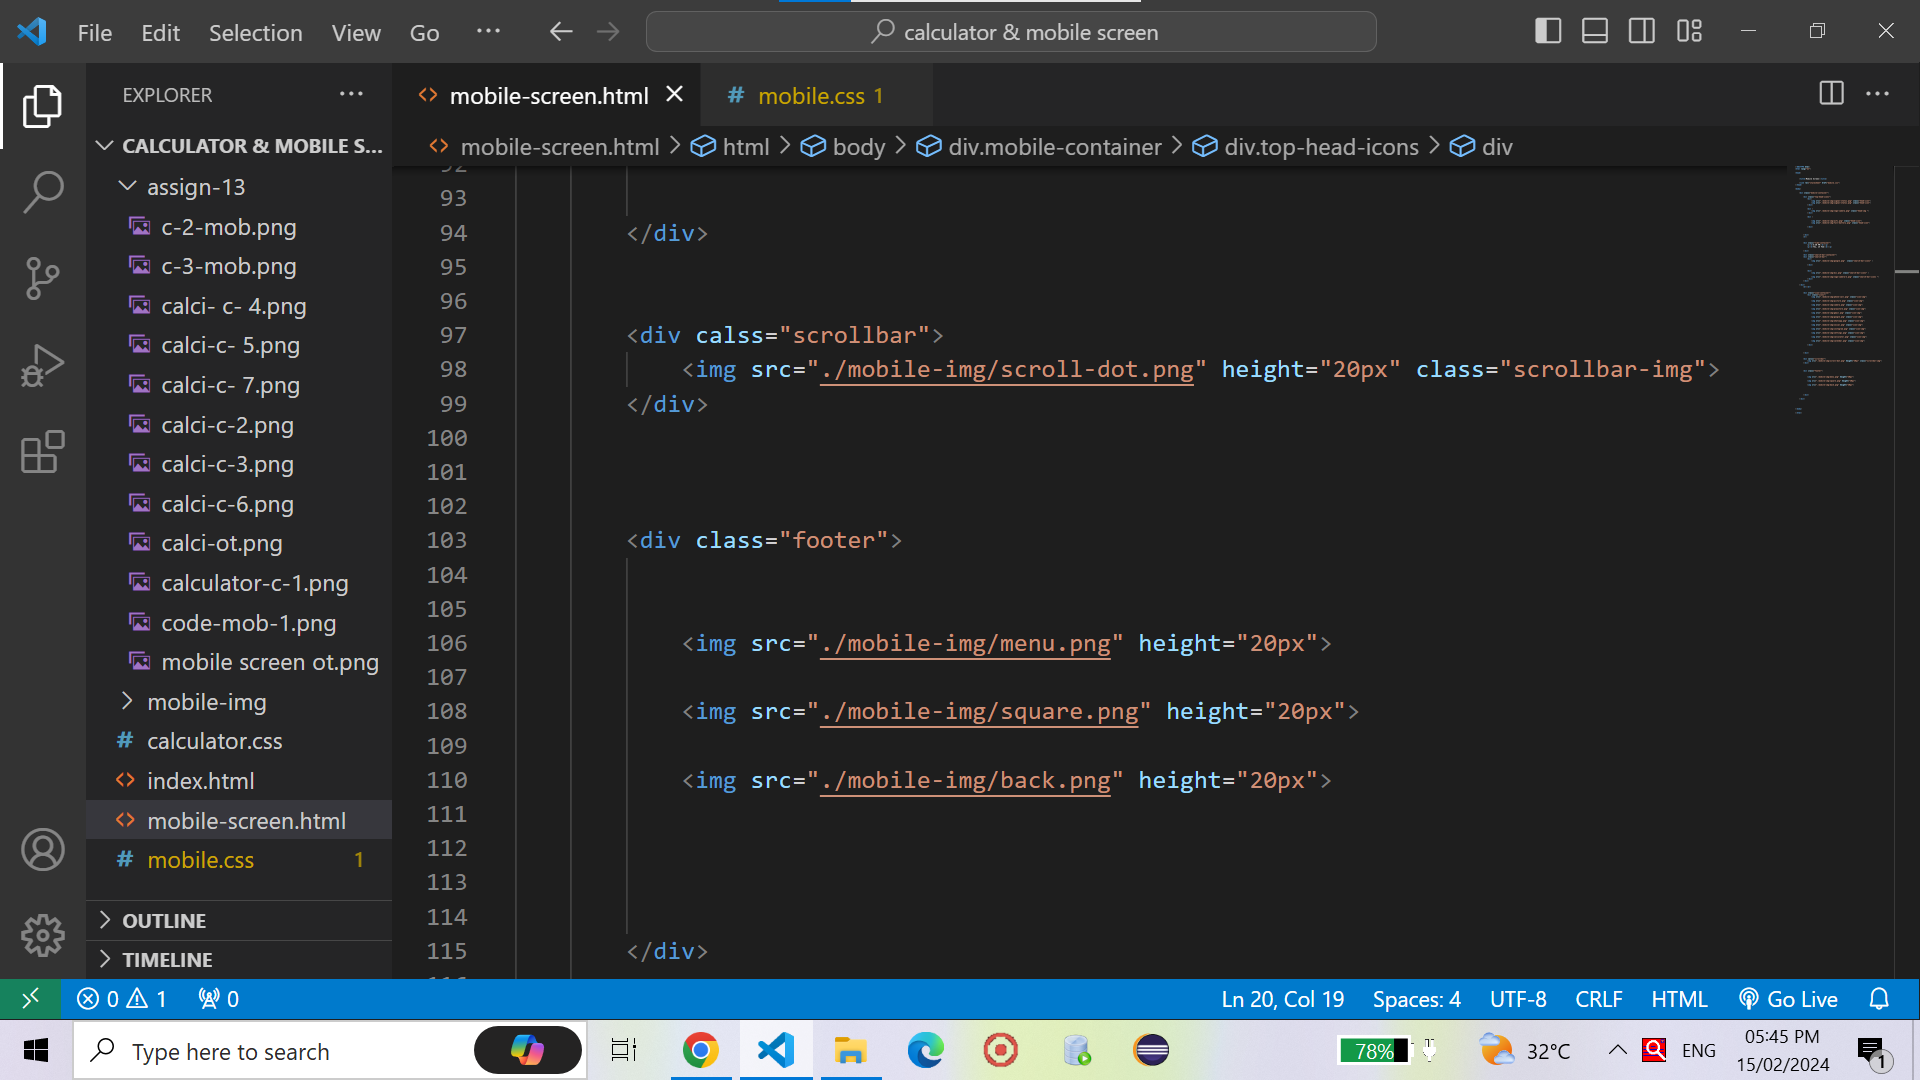 File Edit Selection View Go ··· calculator & mobile screen
EXPLORER ···
CALCULATOR & MOBILE S...
assign-13
c-2-mob.png
c-3-mob.png
calci- c- 4.png
calci-c- 5.png
calci-c- 7.png
calci-c-2.png
calci-c-3.png
calci-c-6.png
calci-ot.png
calculator-c-1.png
code-mob-1.png
mobile screen ot.png
mobile-img
calculator.css
index.html
mobile-screen.html
mobile.css 1
OUTLINE
TIMELINE
mobile-screen.html mobile.css 1
mobile-screen.html > html > body > div.mobile-container > div.top-head-icons > div
92
93
94 </div>
95
96
97 <div calss="scrollbar">
98 <img src="./mobile-img/scroll-dot.png" height="20px" class="scrollbar-img">
99 </div>
100
101
102
103 <div class="footer">
104
105
106 <img src="./mobile-img/menu.png" height="20px">
107
108 <img src="./mobile-img/square.png" height="20px">
109
110 <img src="./mobile-img/back.png" height="20px">
111
112
113
114
115 </div>
0 1 0 Ln 20, Col 19 Spaces: 4 UTF-8 CRLF HTML Go Live
Type here to search 78% 32°C ENG 05:45 PM
15/02/2024 1